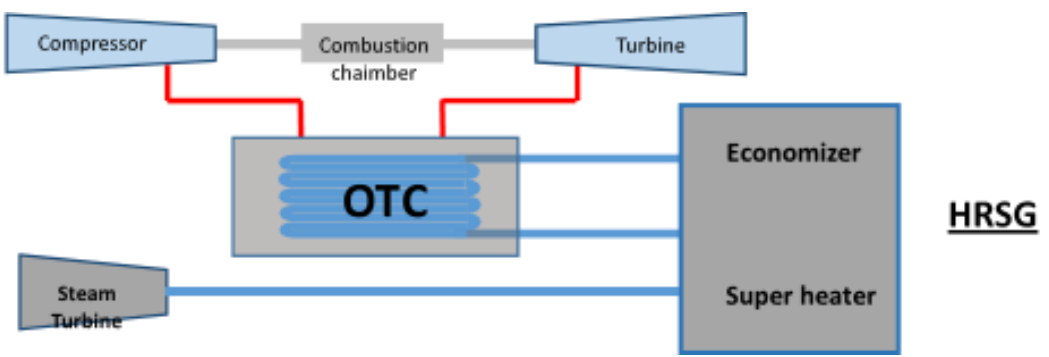 Compressor
Combustion
chaimber
Turbine
OTC
Economizer
HRSG
Super heater
Steam
Turbine